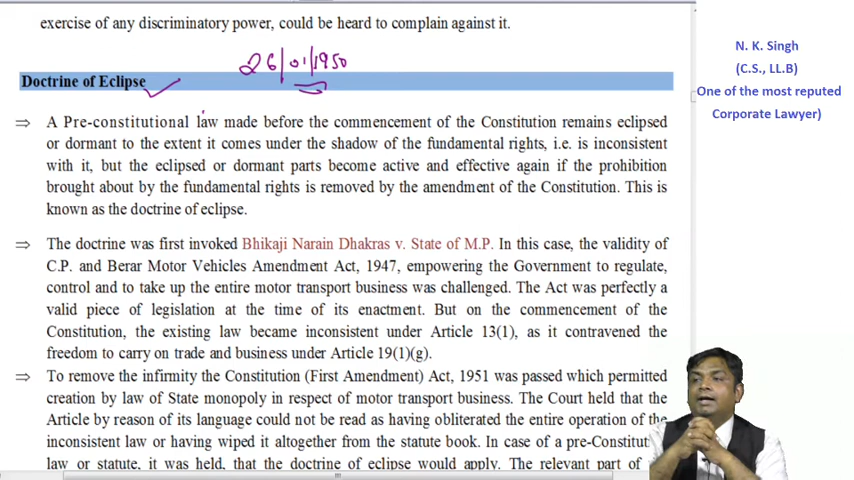 exercise of any discriminatory power, could be heard to complain against it.
N. K. Singh
(C.S., LL.B)
One of the most reputed
Corporate Lawyer)
26/01/1950
Doctrine of Eclipse
⇒ A Pre-constitutional law made before the commencement of the Constitution remains eclipsed
or dormant to the extent it comes under the shadow of the fundamental rights, i.e. is inconsistent
with it, but the eclipsed or dormant parts become active and effective again if the prohibition
brought about by the fundamental rights is removed by the amendment of the Constitution. This is
known as the doctrine of eclipse.
⇒ The doctrine was first invoked Bhikaji Narain Dhakras v. State of M.P. In this case, the validity of
C.P. and Berar Motor Vehicles Amendment Act, 1947, empowering the Government to regulate,
control and to take up the entire motor transport business was challenged. The Act was perfectly a
valid piece of legislation at the time of its enactment. But on the commencement of the
Constitution, the existing law became inconsistent under Article 13(1), as it contravened the
freedom to carry on trade and business under Article 19(1)(g).
⇒ To remove the infirmity the Constitution (First Amendment) Act, 1951 was passed which permitted
creation by law of State monopoly in respect of motor transport business. The Court held that the
Article by reason of its language could not be read as having obliterated the entire operation of the
inconsistent law or having wiped it altogether from the statute book. In case of a pre-Constituti
law or statute, it was held, that the doctrine of eclipse would apply. The relevant part of